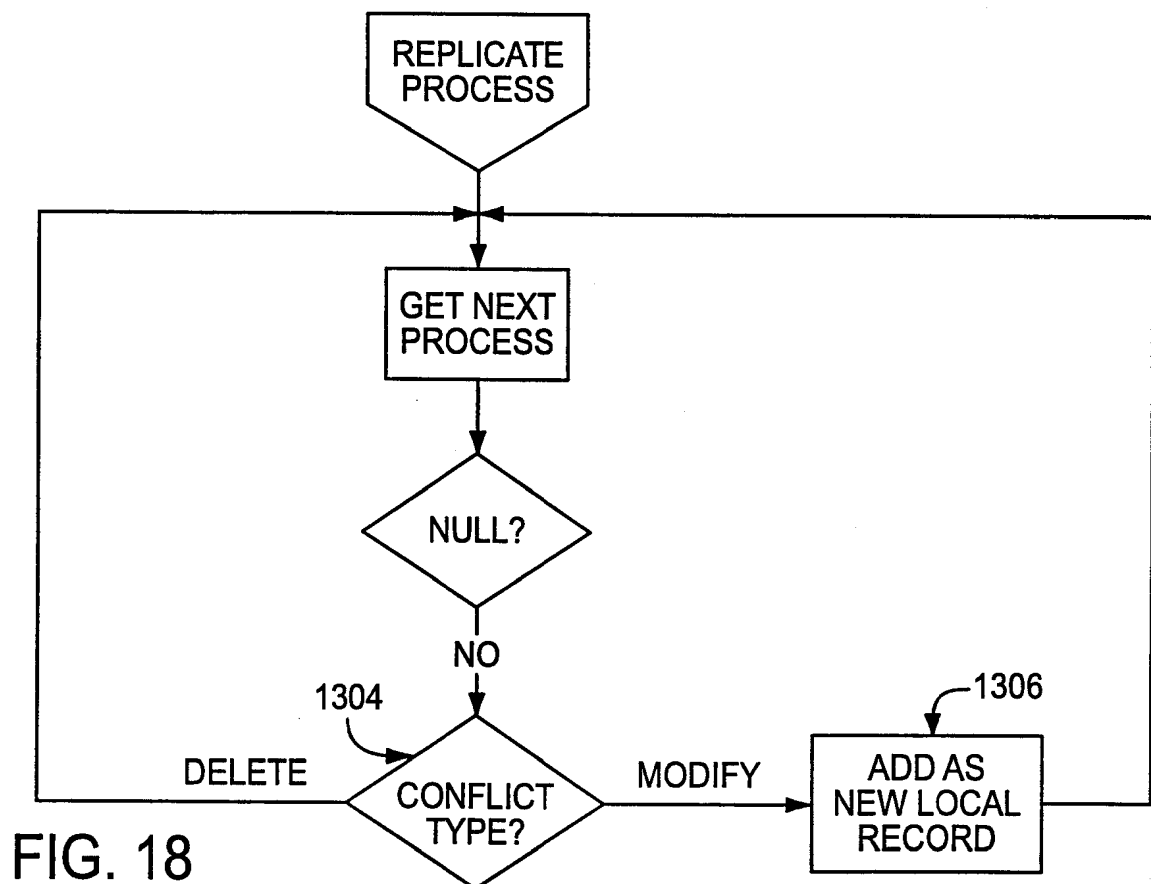 REPLICATE
PROCESS
GET NEXT
PROCESS
NULL?
NO
1304
1306
DELETE
CONFLICT
TYPE?
MODIFY
ADD AS
NEW LOCAL
RECORD
FIG. 18